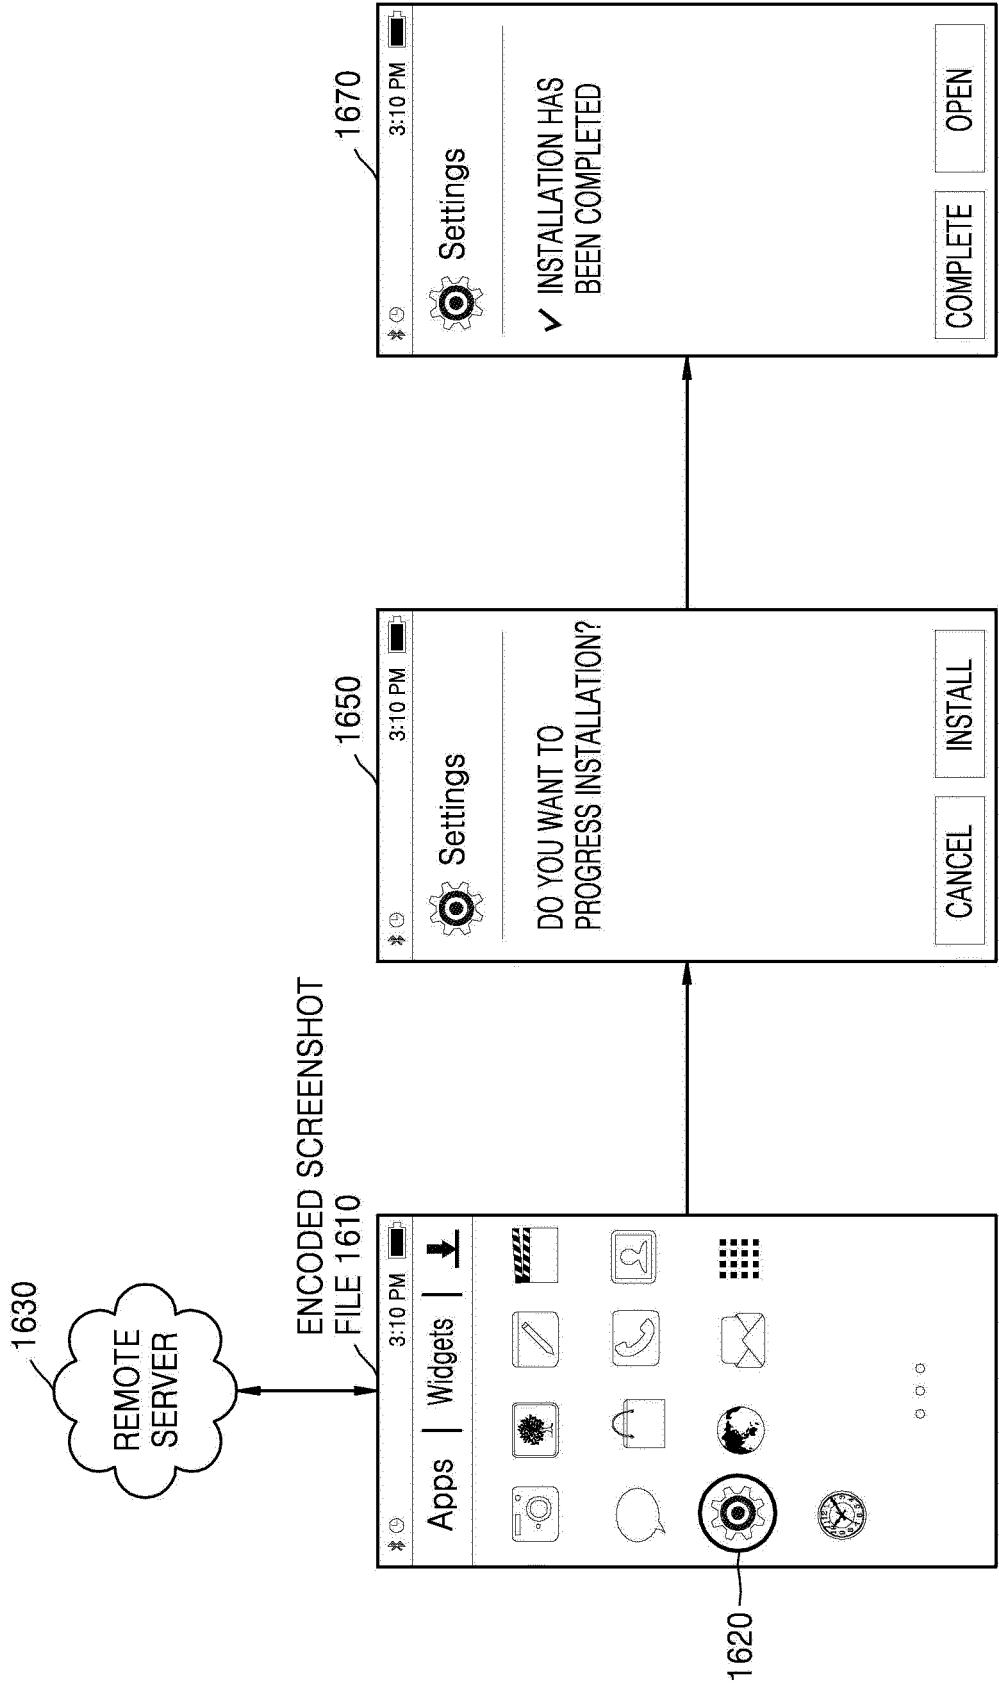 1630
REMOTE
SERVER
ENCODED SCREENSHOT
FILE 1610
3:10 PM
Apps | Widgets |
1620
1650
3:10 PM
Settings
DO YOU WANT TO
PROGRESS INSTALLATION?
CANCEL
INSTALL
1670
3:10 PM
Settings
✓ INSTALLATION HAS
BEEN COMPLETED
COMPLETE
OPEN